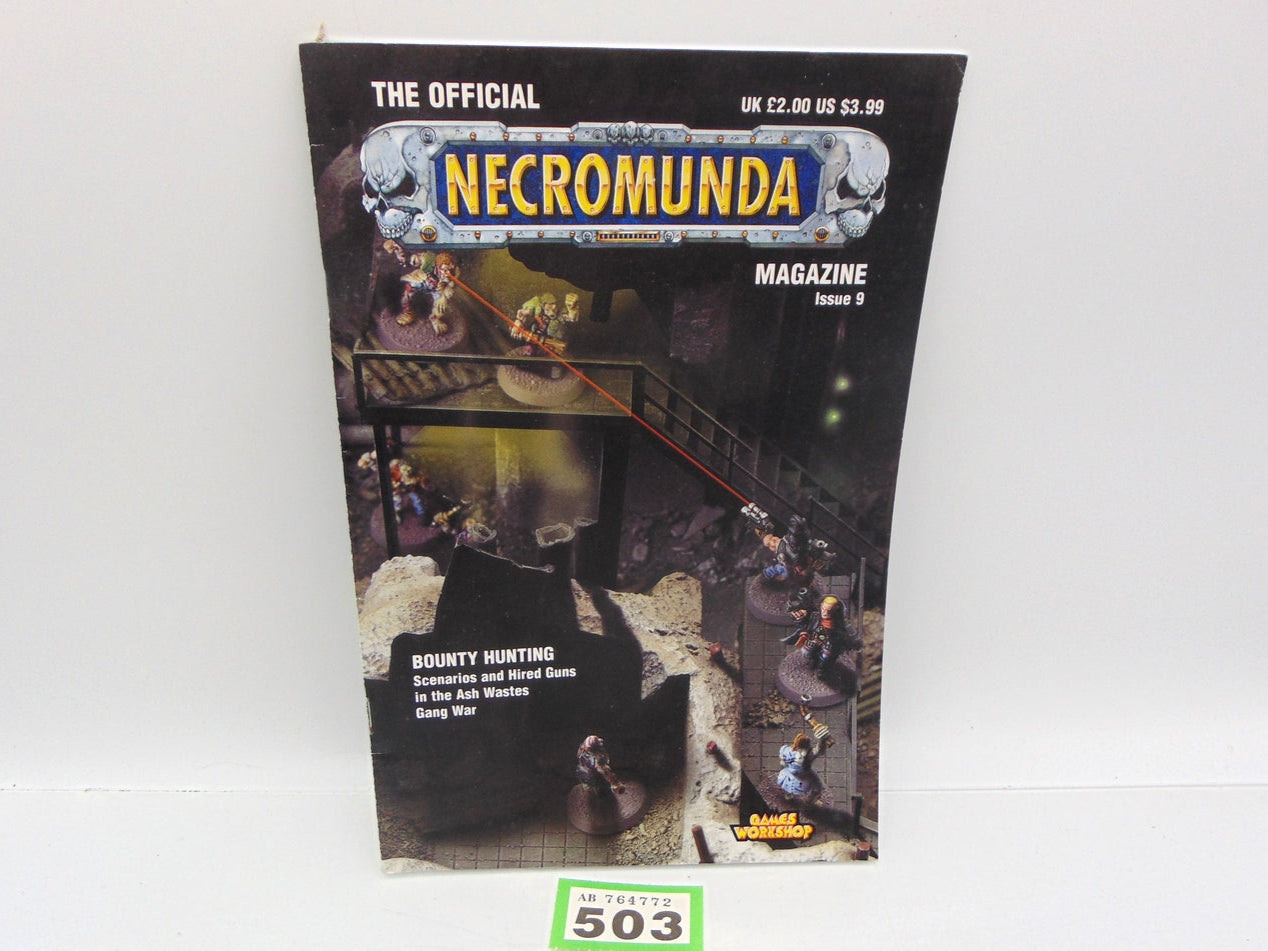 THE OFFICIAL
UK £2.00 US $3.99
NECROMUNDA
MAGAZINE
Issue 9
BOUNTY HUNTING
Scenarios and Hired Guns
in the Ash Wastes
Gang War
GAMES
WORKSHOP
AB 764772
503